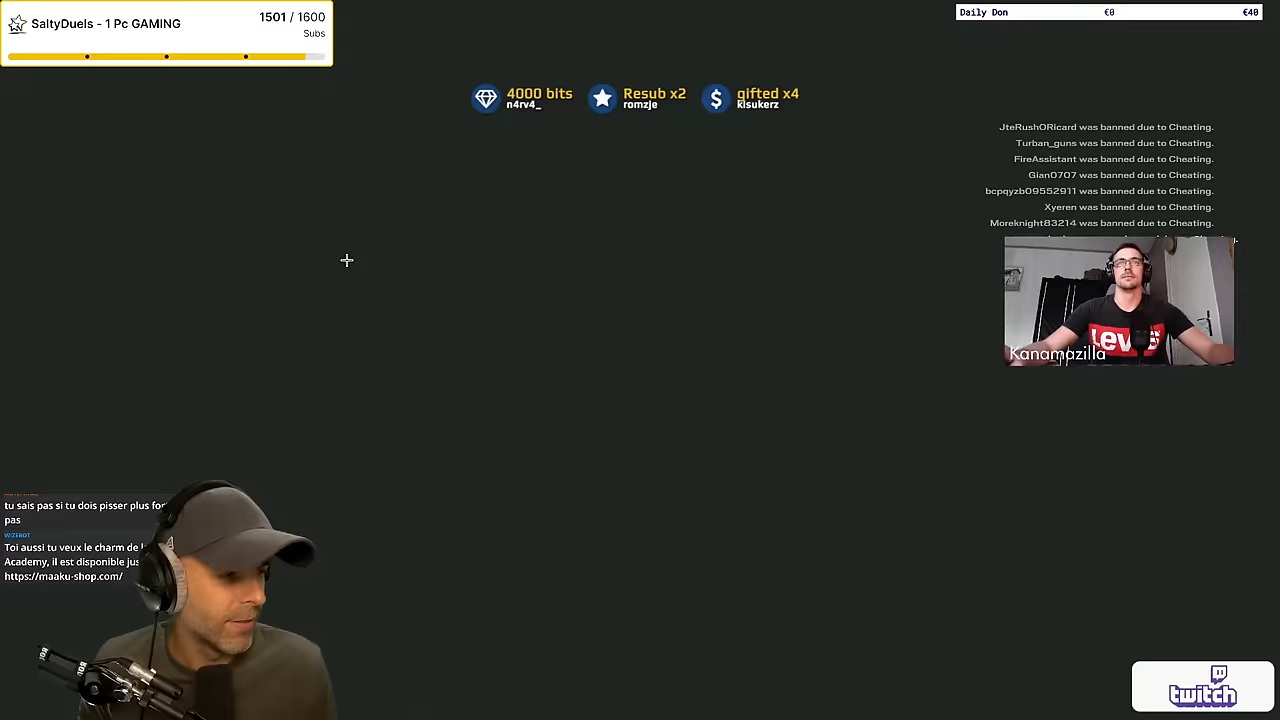 SaltyDuels - 1 Pc GAMING
1501 / 1600
Subs
Daily Don €0 €40
4000 bits
n4rv4_
Resub x2
romzje
gifted x4
kisukerz
JteRushORicard was banned due to Cheating.
Turban_guns was banned due to Cheating.
FireAssistant was banned due to Cheating.
Gian0707 was banned due to Cheating.
bcpqyzb09552911 was banned due to Cheating.
Xyeren was banned due to Cheating.
Moreknight83214 was banned due to Cheating.
Levi's
Kanamazilla
tu sais pas si tu dois pisser plus
pas
WIZEBOT
Toi aussi tu veux le charm de
Academy, il est disponible
https://maaku-shop.com/
JOB
JOB
twitch